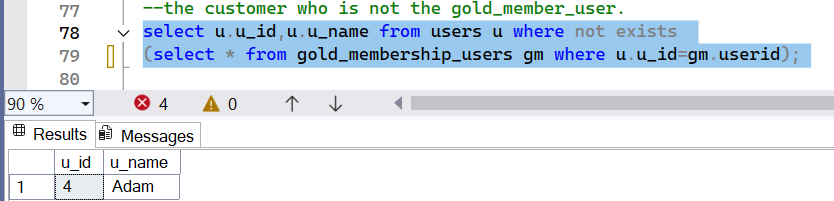 77 --the customer who is not the gold_member_user.
78 select u.u_id,u.u_name from users u where not exists
79 (select * from gold_membership_users gm where u.u_id=gm.userid);
80
90 % 4 0
Results Messages
u_id u_name
1 4 Adam